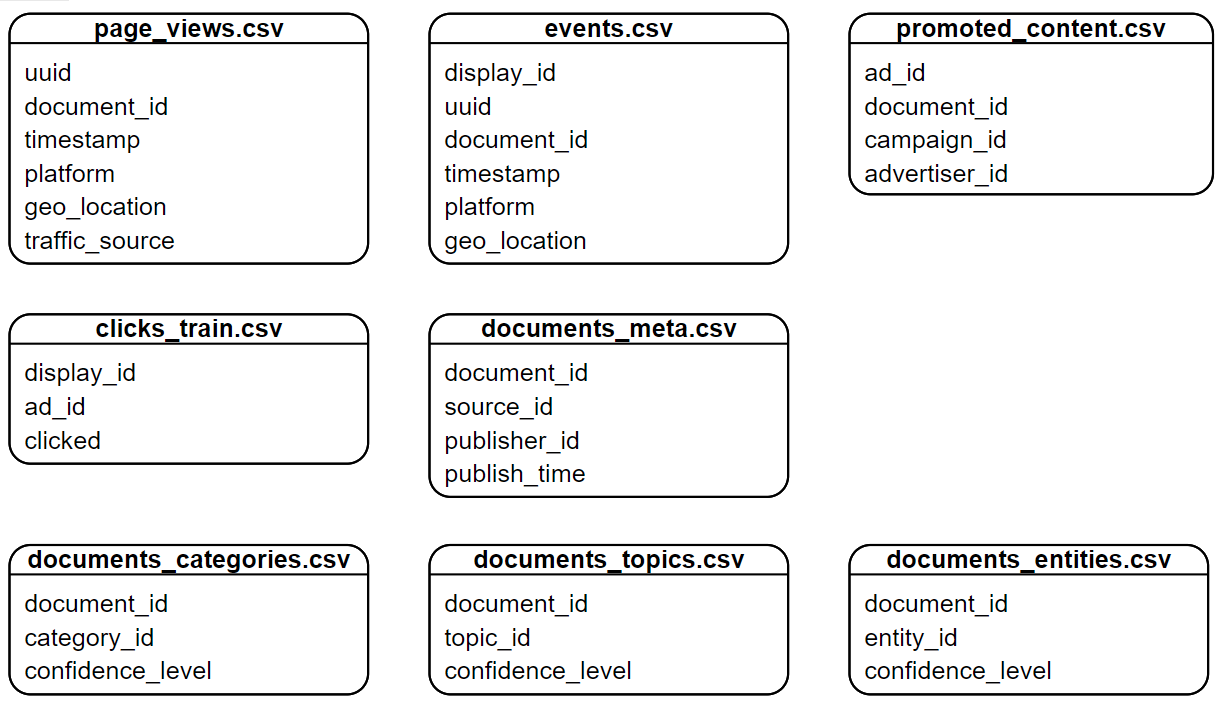 page_views.csv
uuid
document_id
timestamp
platform
geo_location
traffic_source
events.csv
display_id
uuid
document_id
timestamp
platform
geo_location
promoted_content.csv
ad_id
document_id
campaign_id
advertiser_id
clicks_train.csv
display_id
ad_id
clicked
documents_meta.csv
document_id
source_id
publisher_id
publish_time
documents_categories.csv
document_id
category_id
confidence_level
documents_topics.csv
document_id
topic_id
confidence_level
documents_entities.csv
document_id
entity_id
confidence_level